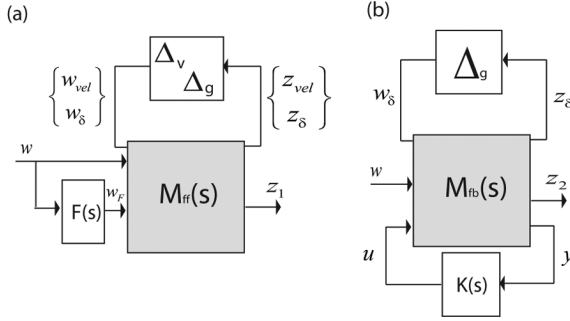 (a)
Δv
Δg
{wvel
wδ}
{zvel
zδ}
w
F(s)
wF
Mff(s)
z1
(b)
Δg
wδ
zδ
w
Mfb(s)
z2
u
y
K(s)